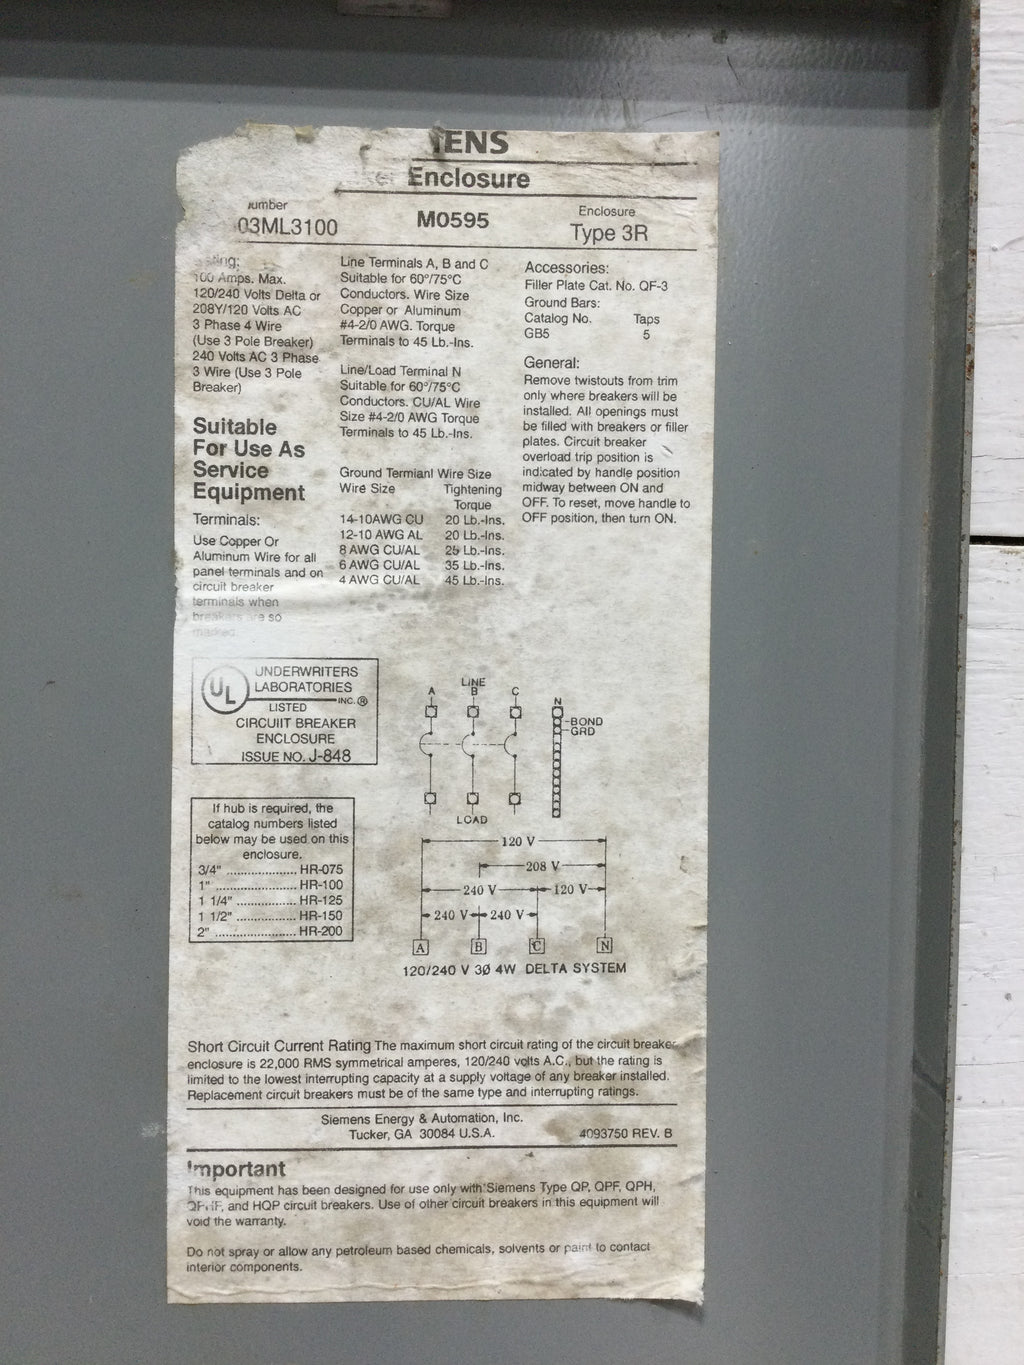 IENS
Enclosure
umber
03ML3100
M0595
Enclosure
Type 3R
100 Amps. Max.
120/240 Volts Delta or
208Y/120 Volts AC
3 Phase 4 Wire
(Use 3 Pole Breaker)
240 Volts AC 3 Phase
3 Wire (Use 3 Pole
Breaker)
Suitable
For Use As
Service
Equipment
Terminals:
Use Copper Or
Aluminum Wire for all
panel terminals and on
circuit breaker
terminals when
breakers are so
marked.
Line Terminals A, B and C
Suitable for 60°/75°C
Conductors. Wire Size
Copper or Aluminum
#4-2/0 AWG. Torque
Terminals to 45 Lb.-Ins.
Line/Load Terminal N
Suitable for 60°/75°C
Conductors. CU/AL Wire
Size #4-2/0 AWG Torque
Terminals to 45 Lb.-Ins.
Ground Termianl Wire Size
Wire Size Tightening
Torque
14-10AWG CU 20 Lb.-Ins.
12-10 AWG AL 20 Lb.-Ins.
8 AWG CU/AL 25 Lb.-Ins.
6 AWG CU/AL 35 Lb.-Ins.
4 AWG CU/AL 45 Lb.-Ins.
Accessories:
Filler Plate Cat. No. QF-3
Ground Bars:
Catalog No. Taps
GB5 5
General:
Remove twistouts from trim
only where breakers will be
installed. All openings must
be filled with breakers or filler
plates. Circuit breaker
overload trip position is
indicated by handle position
midway between ON and
OFF. To reset, move handle to
OFF position, then turn ON.
UL
UNDERWRITERS
LABORATORIES
INC.®
LISTED
CIRCUIIT BREAKER
ENCLOSURE
ISSUE NO. J-848
If hub is required, the
catalog numbers listed
below may be used on this
enclosure.
3/4" .................... HR-075
1" ....................... HR-100
1 1/4" ................. HR-125
1 1/2" ................. HR-150
2" ....................... HR-200
LINE
A B C N
BOND
GRD
LOAD
120 V
208 V
240 V 120 V
240 V 240 V
A B C N
120/240 V 3Ø 4W DELTA SYSTEM
Short Circuit Current Rating The maximum short circuit rating of the circuit breaker
enclosure is 22,000 RMS symmetrical amperes, 120/240 volts A.C., but the rating is
limited to the lowest interrupting capacity at a supply voltage of any breaker installed.
Replacement circuit breakers must be of the same type and interrupting ratings.
Siemens Energy & Automation, Inc.
Tucker, GA 30084 U.S.A.
4093750 REV. B
Important
This equipment has been designed for use only with Siemens Type QP, QPF, QPH,
and HQP circuit breakers. Use of other circuit breakers in this equipment will
void the warranty.
Do not spray or allow any petroleum based chemicals, solvents or paint to contact
interior components.